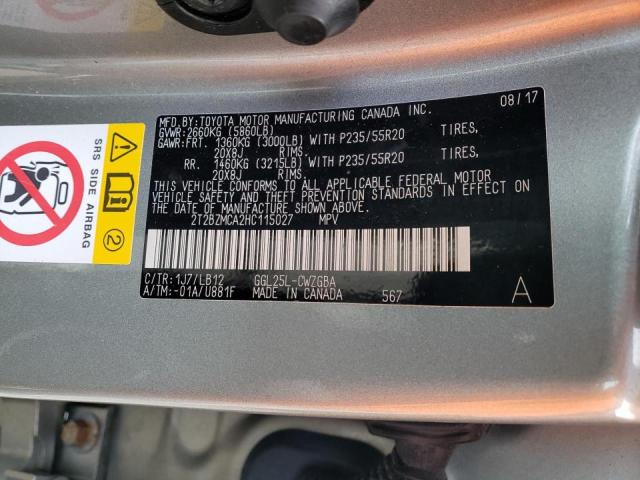 MFD. BY:TOYOTA MOTOR MANUFACTURING CANADA INC. 08/17
GVWR:2660KG (5860LB)
GAWR:FRT. 1360KG (3000LB) WITH P235/55R20 TIRES,
20X8J RIMS.
RR. 1460KG (3215LB) WITH P235/55R20 TIRES,
20X8J RIMS.
THIS VEHICLE CONFORMS TO ALL APPLICABLE FEDERAL MOTOR
VEHICLE SAFETY AND THEFT PREVENTION STANDARDS IN EFFECT ON
THE DATE OF MANUFACTURE SHOWN ABOVE.
2T2BZMCA2HC115027 MPV
C/TR:1J7/LB12 GGL25L-CWZGBA
A/TM:-01A/U881F MADE IN CANADA 567 A
SRS SIDE AIRBAG
2